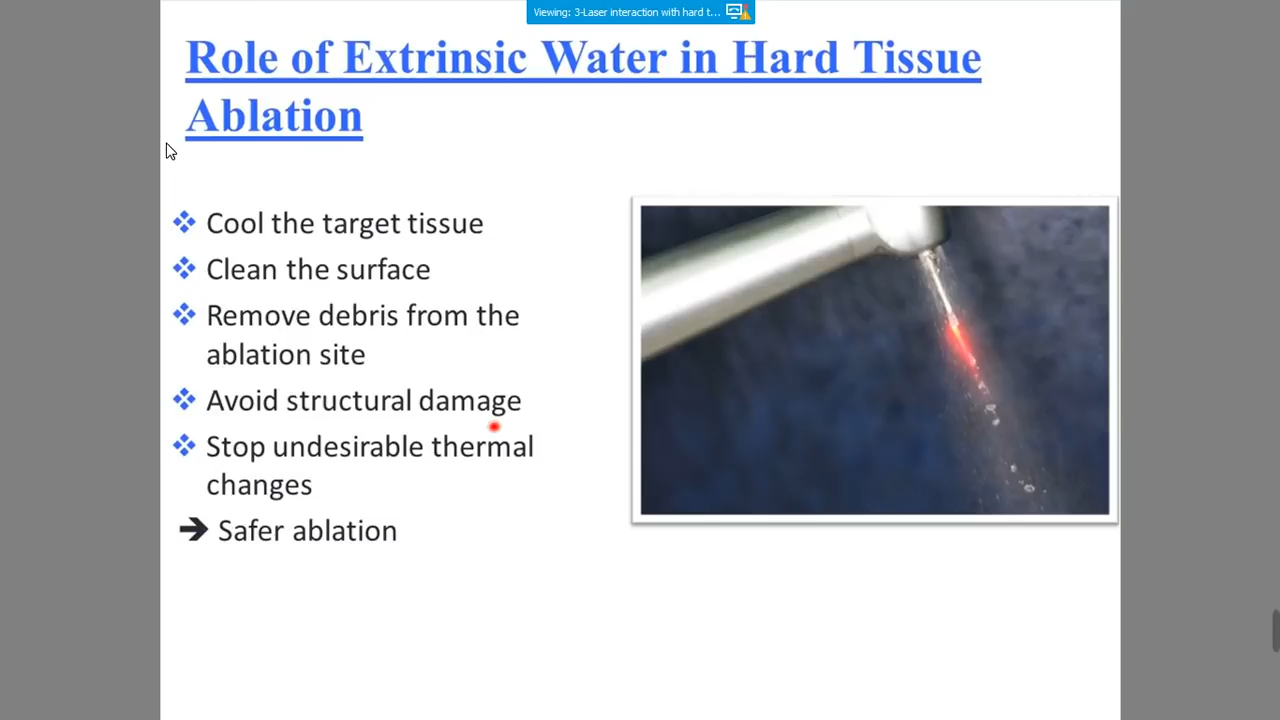 Viewing: 3-Laser interaction with hard t...
Role of Extrinsic Water in Hard Tissue
Ablation
Cool the target tissue
Clean the surface
Remove debris from the
ablation site
Avoid structural damage
Stop undesirable thermal
changes
➔ Safer ablation